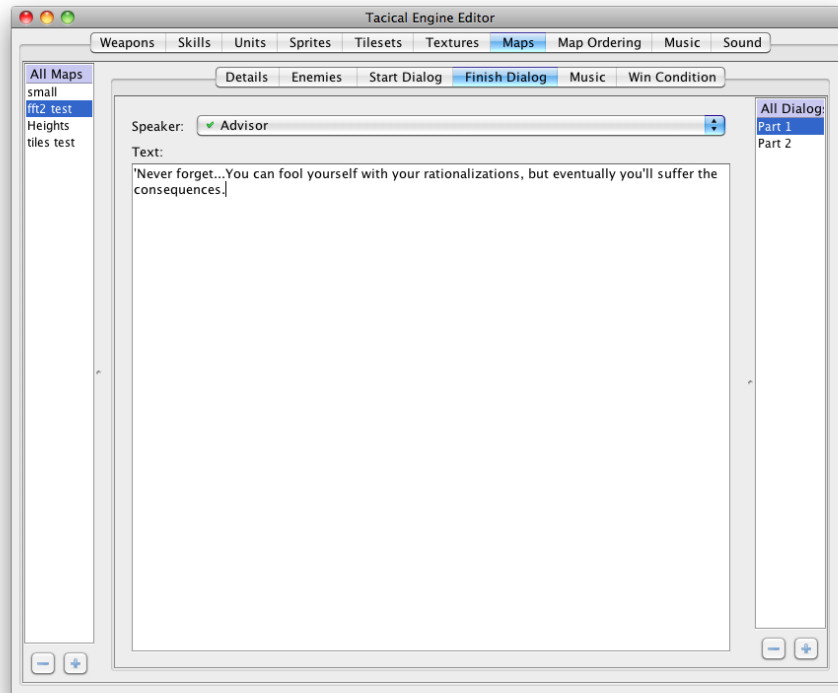 Tacical Engine Editor
Weapons Skills Units Sprites Tilesets Textures Maps Map Ordering Music Sound
All Maps
small
fft2 test
Heights
tiles test
Details Enemies Start Dialog Finish Dialog Music Win Condition
Speaker: Advisor
Text:
'Never forget...You can fool yourself with your rationalizations, but eventually you'll suffer the
consequences.
All Dialogs
Part 1
Part 2